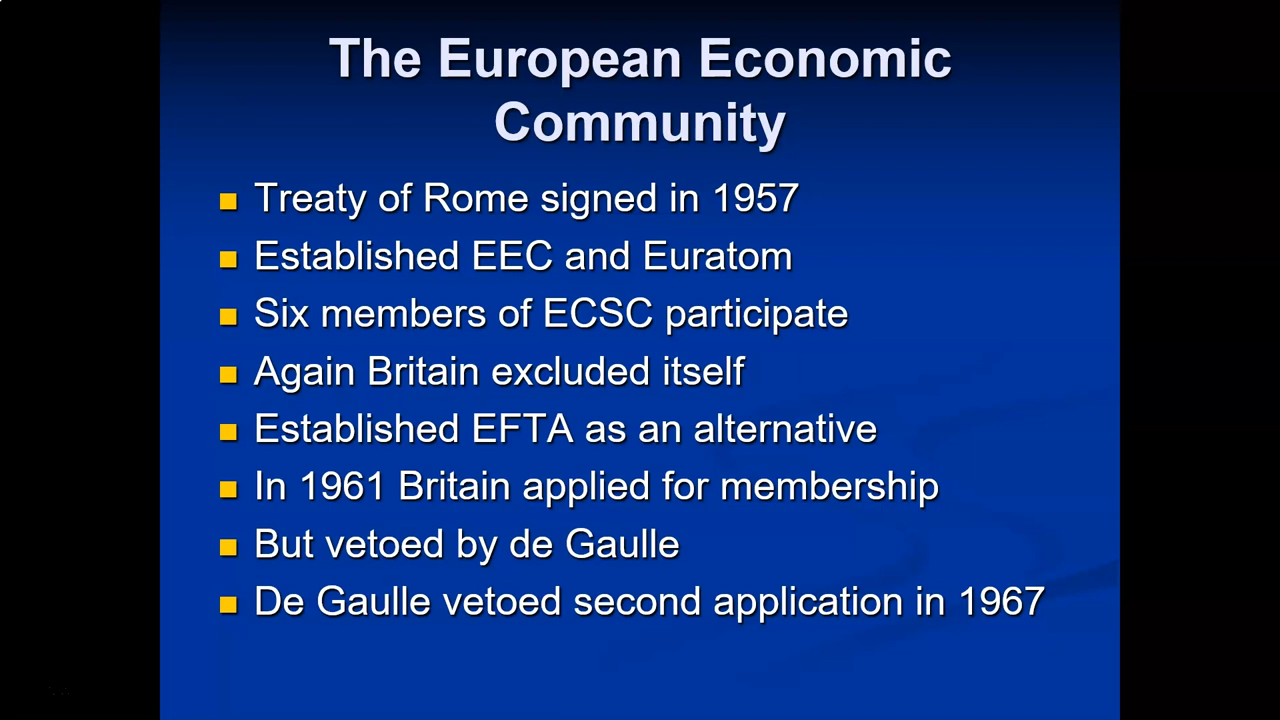 The European Economic
Community
Treaty of Rome signed in 1957
Established EEC and Euratom
Six members of ECSC participate
Again Britain excluded itself
Established EFTA as an alternative
In 1961 Britain applied for membership
But vetoed by de Gaulle
De Gaulle vetoed second application in 1967